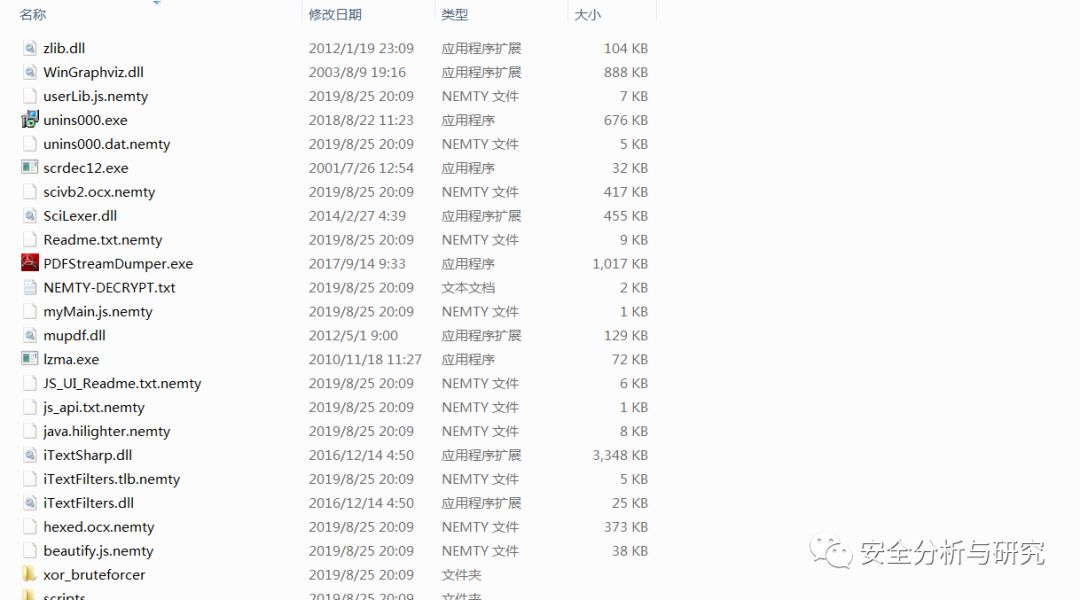 名称 修改日期 类型 大小
zlib.dll 2012/1/19 23:09 应用程序扩展 104 KB
WinGraphviz.dll 2003/8/9 19:16 应用程序扩展 888 KB
userLib.js.nemty 2019/8/25 20:09 NEMTY 文件 7 KB
unins000.exe 2018/8/22 11:23 应用程序 676 KB
unins000.dat.nemty 2019/8/25 20:09 NEMTY 文件 5 KB
scrdec12.exe 2001/7/26 12:54 应用程序 32 KB
scivb2.ocx.nemty 2019/8/25 20:09 NEMTY 文件 417 KB
SciLexer.dll 2014/2/27 4:39 应用程序扩展 455 KB
Readme.txt.nemty 2019/8/25 20:09 NEMTY 文件 9 KB
PDFStreamDumper.exe 2017/9/14 9:33 应用程序 1,017 KB
NEMTY-DECRYPT.txt 2019/8/25 20:09 文本文档 2 KB
myMain.js.nemty 2019/8/25 20:09 NEMTY 文件 1 KB
mupdf.dll 2012/5/1 9:00 应用程序扩展 129 KB
lzma.exe 2010/11/18 11:27 应用程序 72 KB
JS_UI_Readme.txt.nemty 2019/8/25 20:09 NEMTY 文件 6 KB
js_api.txt.nemty 2019/8/25 20:09 NEMTY 文件 1 KB
java.hilighter.nemty 2019/8/25 20:09 NEMTY 文件 8 KB
iTextSharp.dll 2016/12/14 4:50 应用程序扩展 3,348 KB
iTextFilters.tlb.nemty 2019/8/25 20:09 NEMTY 文件 5 KB
iTextFilters.dll 2016/12/14 4:50 应用程序扩展 25 KB
hexed.ocx.nemty 2019/8/25 20:09 NEMTY 文件 373 KB
beautify.js.nemty 2019/8/25 20:09 NEMTY 文件 38 KB
xor_bruteforcer 2019/8/25 20:09 文件夹
scripts 2019/8/25 20:09 文件夹
安全分析与研究